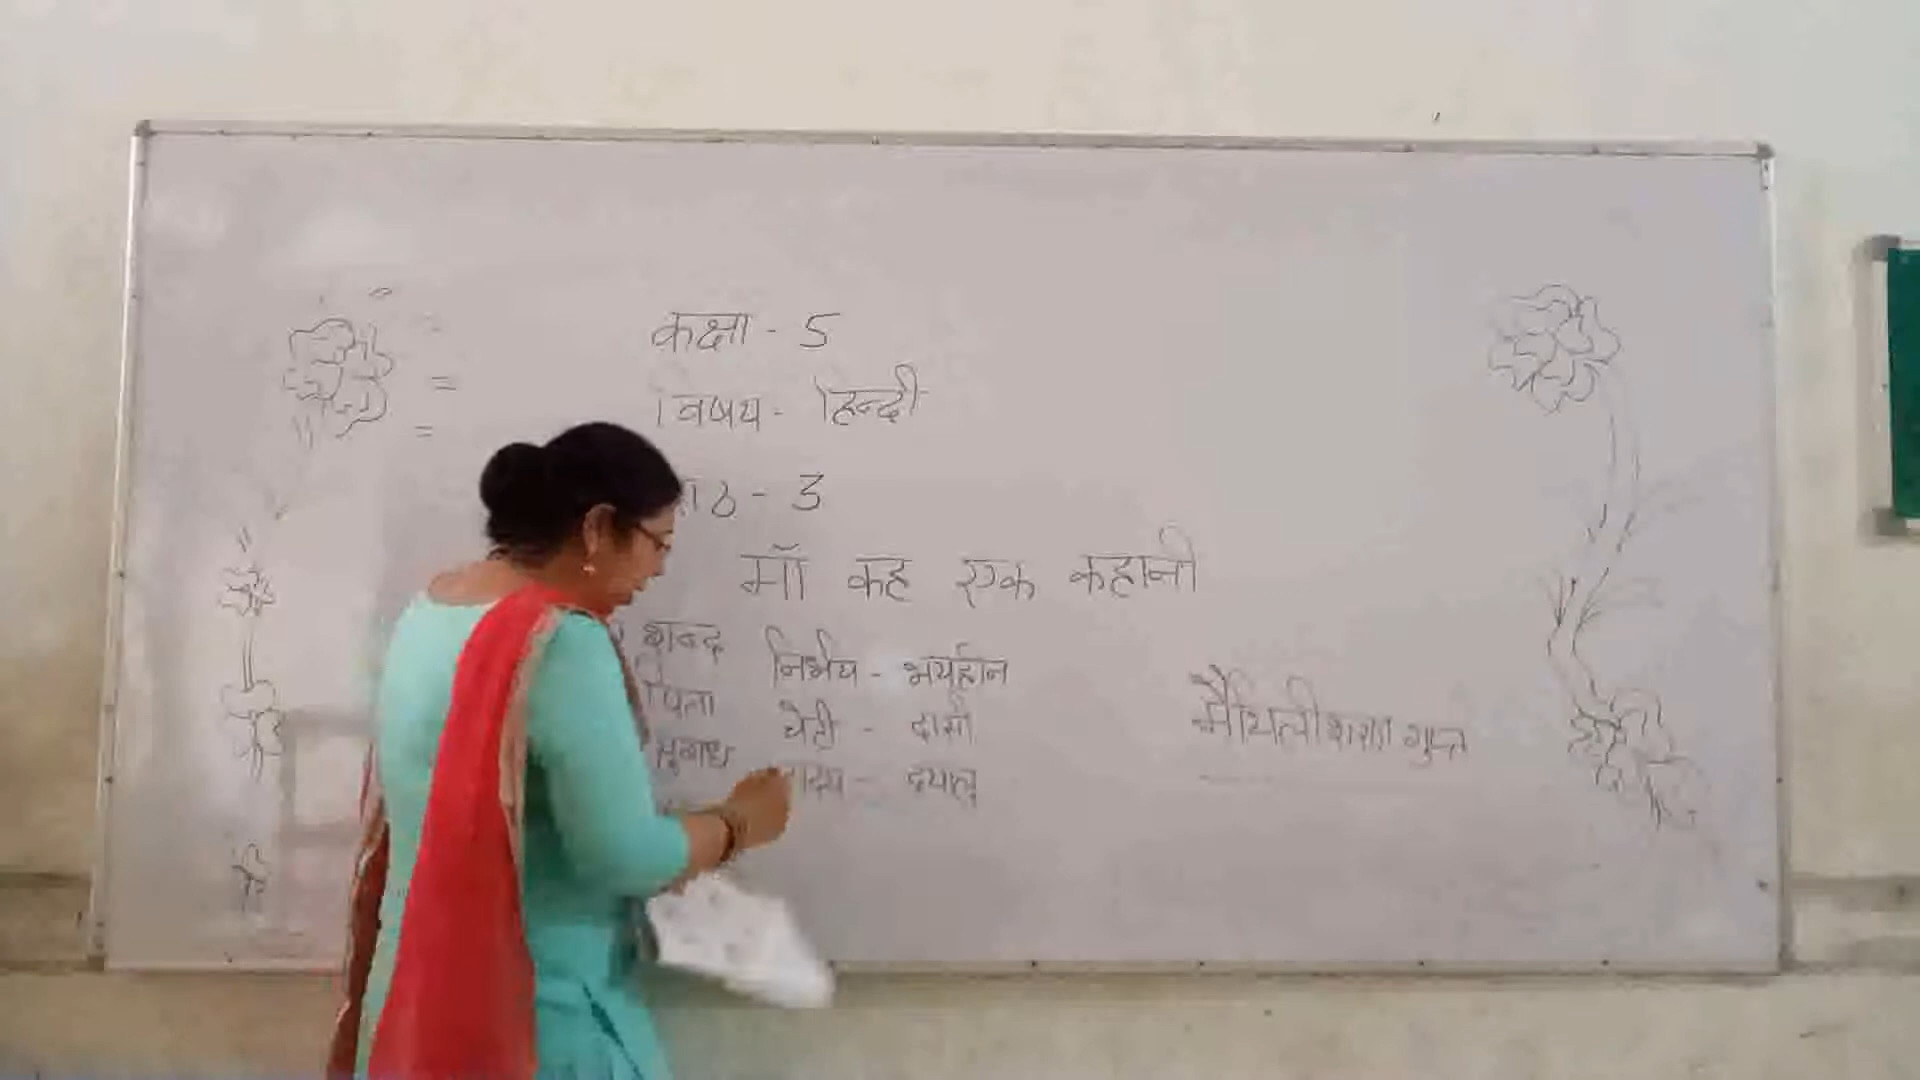 कक्षा - 5
विषय - हिन्दी
पाठ - 3
माँ कह एक कहानी
शब्द
निर्भय - भयहीन
पिता
चेटी - दासी
दयालु
मैथिलीशरण गुप्त